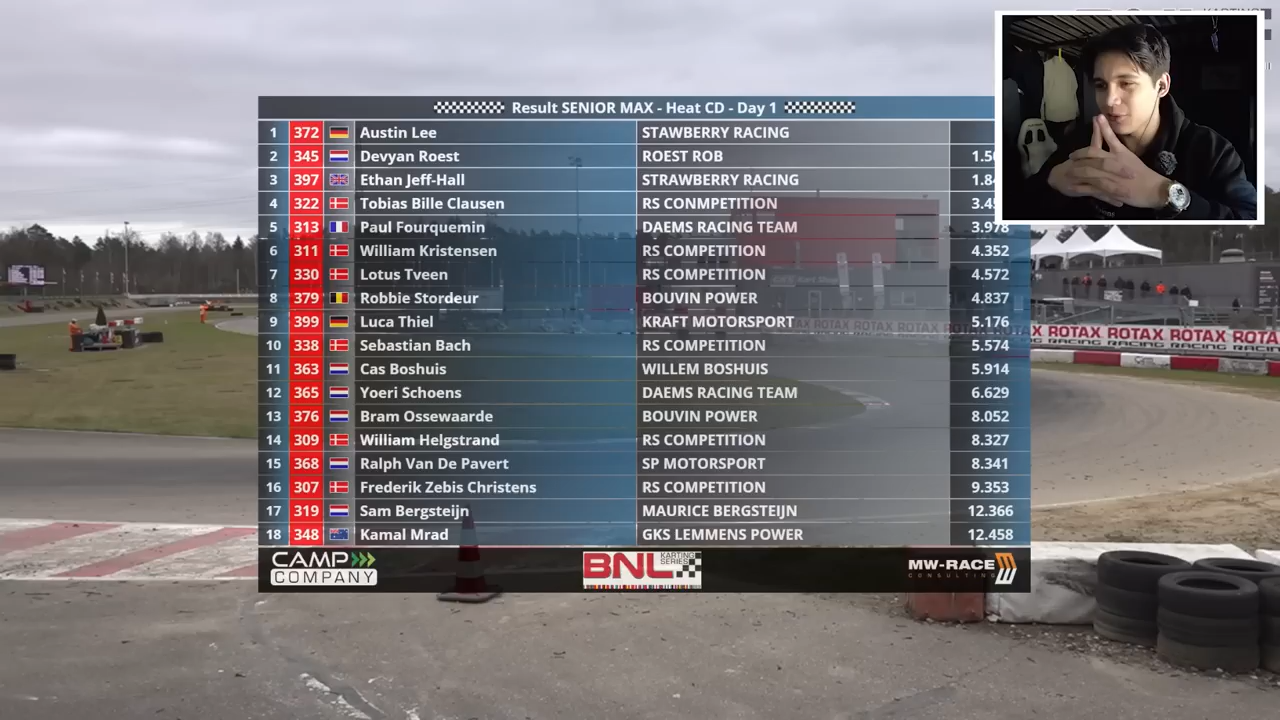 Result SENIOR MAX - Heat CD - Day 1
1 372 Austin Lee STAWBERRY RACING
2 345 Devyan Roest ROEST ROB
3 397 Ethan Jeff-Hall STRAWBERRY RACING
4 322 Tobias Bille Clausen RS CONMPETITION
5 313 Paul Fourquemin DAEMS RACING TEAM 3.978
6 311 William Kristensen RS COMPETITION 4.352
7 330 Lotus Tveen RS COMPETITION 4.572
8 379 Robbie Stordeur BOUVIN POWER 4.837
9 399 Luca Thiel KRAFT MOTORSPORT 5.176
10 338 Sebastian Bach RS COMPETITION 5.574
11 363 Cas Boshuis WILLEM BOSHUIS 5.914
12 365 Yoeri Schoens DAEMS RACING TEAM 6.629
13 376 Bram Ossewaarde BOUVIN POWER 8.052
14 309 William Helgstrand RS COMPETITION 8.327
15 368 Ralph Van De Pavert SP MOTORSPORT 8.341
16 307 Frederik Zebis Christens RS COMPETITION 9.353
17 319 Sam Bergsteijn MAURICE BERGSTEIJN 12.366
18 348 Kamal Mrad GKS LEMMENS POWER 12.458
CAMP COMPANY
BNL KARTING SERIES
MW-RACE CONSULTING
ROTAX ROTAX ROTAX
RACING RACING RACING